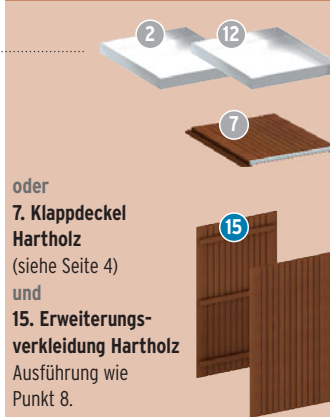 2
12
7
oder
7. Klappdeckel
Hartholz
(siehe Seite 4)
und
15. Erweiterungs-
verkleidung Hartholz
Ausführung wie
Punkt 8.
15